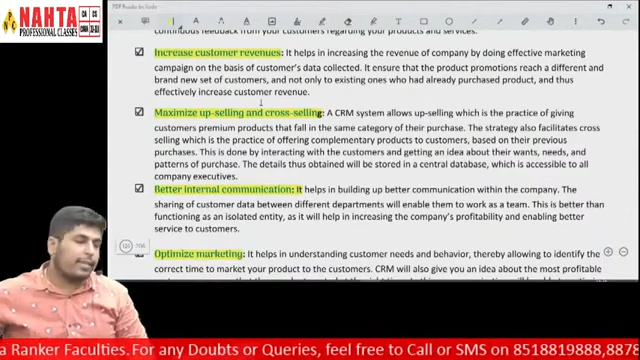 NAHTA
PROFESSIONAL CLASSES
CA
CS
CMA
XI-XII
continuous feedback from your customers regarding your products and services.
Increase customer revenues: It helps in increasing the revenue of company by doing effective marketing
campaign on the basis of customer's data collected. It ensure that the product promotions reach a different and
brand new set of customers, and not only to existing ones who had already purchased product, and thus
effectively increase customer revenue.
Maximize up-selling and cross-selling: A CRM system allows up-selling which is the practice of giving
customers premium products that fall in the same category of their purchase. The strategy also facilitates cross
selling which is the practice of offering complementary products to customers, based on their previous
purchases. This is done by interacting with the customers and getting an idea about their wants, needs, and
patterns of purchase. The details thus obtained will be stored in a central database, which is accessible to all
company executives.
Better internal communication: It helps in building up better communication within the company. The
sharing of customer data between different departments will enable them to work as a team. This is better than
functioning as an isolated entity, as it will help in increasing the company's profitability and enabling better
service to customers.
Optimize marketing: It helps in understanding customer needs and behavior, thereby allowing to identify the
correct time to market your product to the customers. CRM will also give you an idea about the most profitable
a Ranker Faculties. For any Doubts or Queries, feel free to Call or SMS on 8518819888,8878